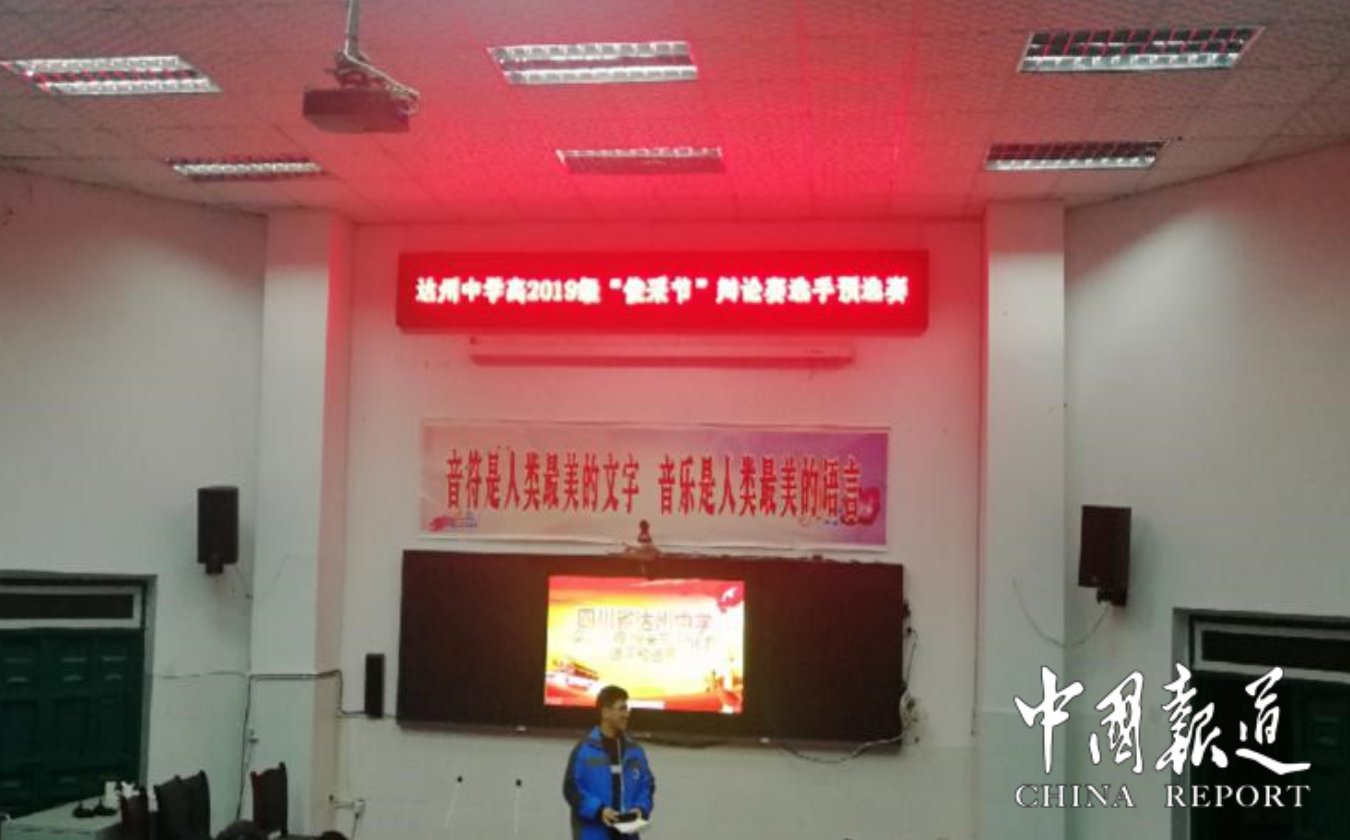 达州中学高2019级“俊采节”辩论赛选手预选赛
音符是人类最美的文字 音乐是人类最美的语言
四川省达州中学
中國報道
CHINA REPORT